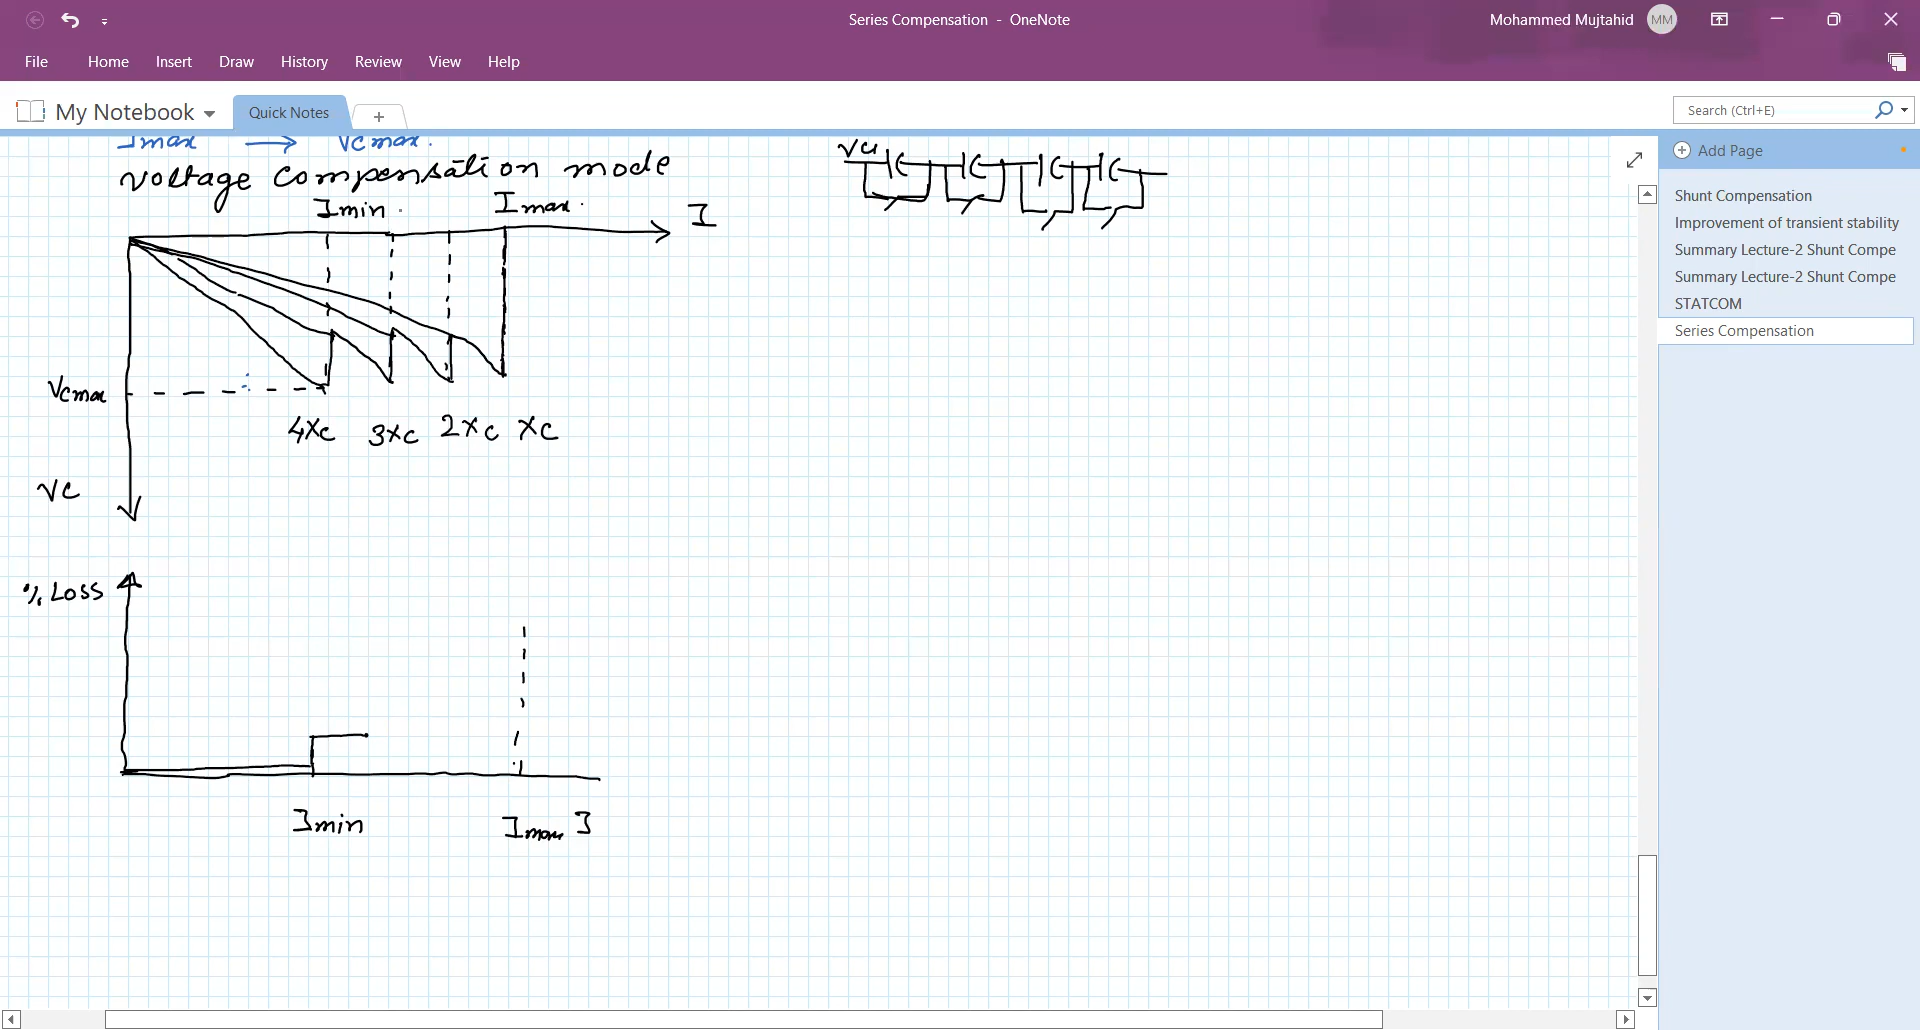 Series Compensation - OneNote
Mohammed Mujtahid MM
File Home Insert Draw History Review View Help
My Notebook
Quick Notes
+
Search (Ctrl+E)
Add Page
Shunt Compensation
Improvement of transient stability
Summary Lecture-2 Shunt Compe
Summary Lecture-2 Shunt Compe
STATCOM
Series Compensation
Imax → Vcmax.
Voltage compensation mode
Imin. Imax. I
Vcmax
4Xc 3Xc 2Xc Xc
VC
% Loss
Imin Imax I